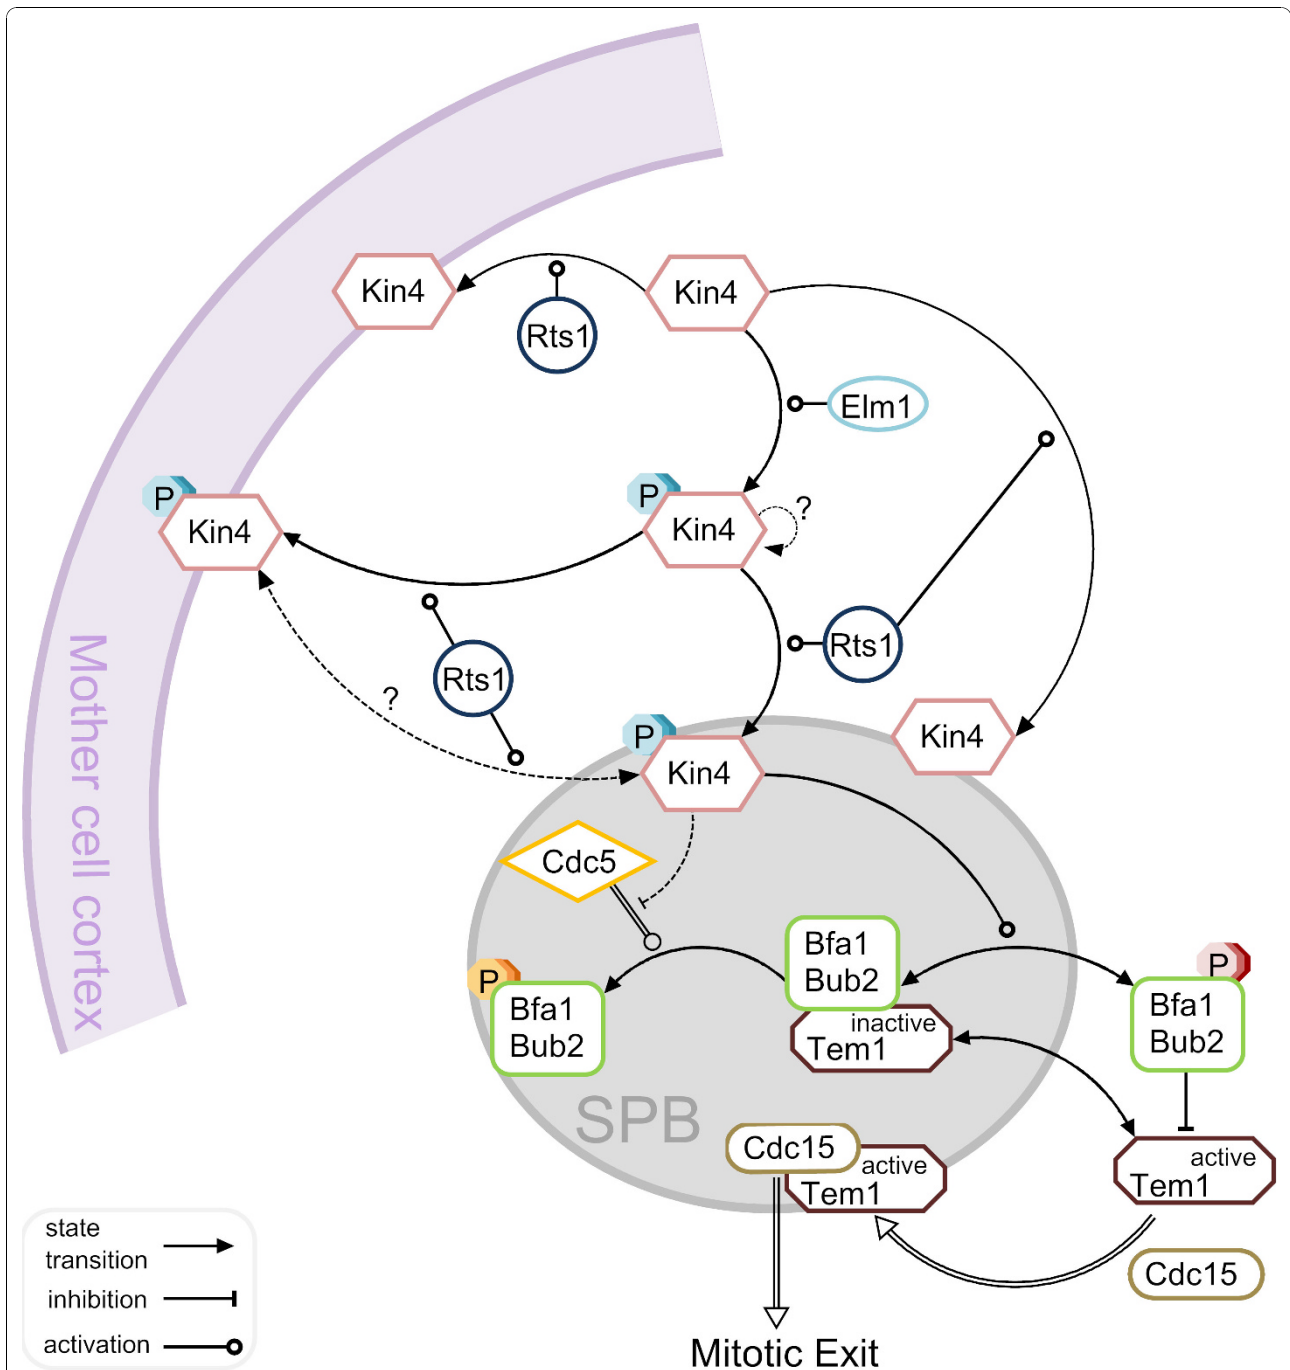 Kin4
Kin4
Rts1
Elm1
P
Kin4
P
Kin4
?
Rts1
Rts1
?
Mother cell cortex
P
Kin4
Kin4
Cdc5
Bfa1
Bub2
inactive
Tem1
P
Bfa1
Bub2
P
Bfa1
Bub2
SPB
Cdc15
active
Tem1
active
Tem1
Cdc15
Mitotic Exit
state
transition
inhibition
activation